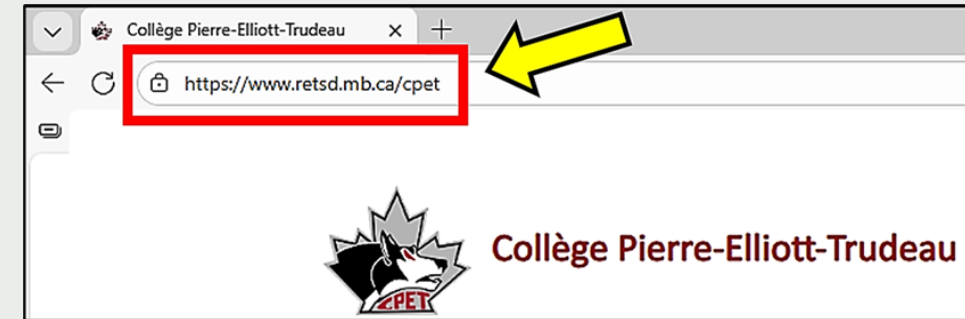 Collège Pierre-Elliott-Trudeau
https://www.retsd.mb.ca/cpet
Collège Pierre-Elliott-Trudeau
CPET